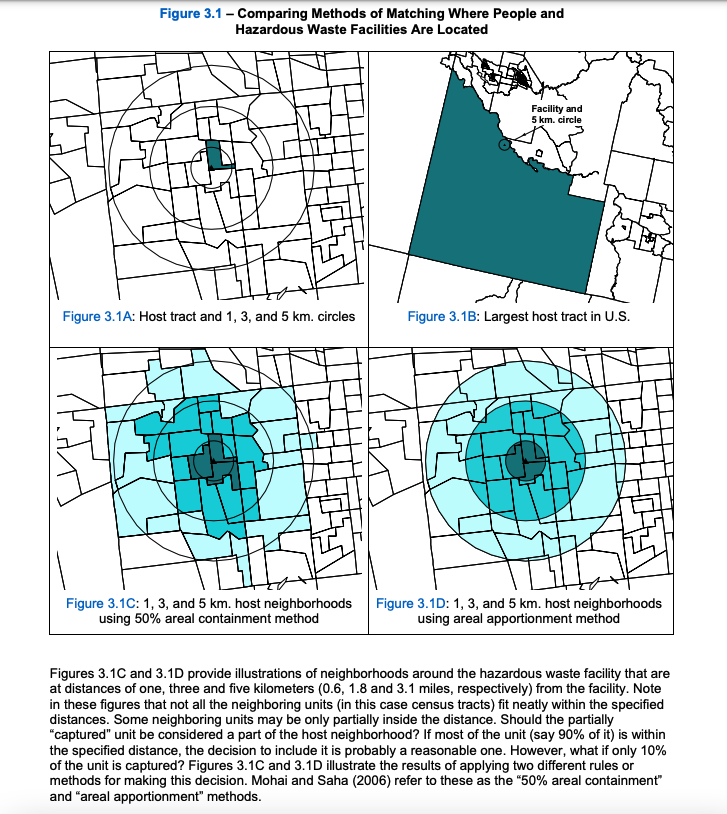 Figure 3.1 – Comparing Methods of Matching Where People and
Hazardous Waste Facilities Are Located
Facility and
5 km. circle
Figure 3.1A: Host tract and 1, 3, and 5 km. circles
Figure 3.1B: Largest host tract in U.S.
Figure 3.1C: 1, 3, and 5 km. host neighborhoods
using 50% areal containment method
Figure 3.1D: 1, 3, and 5 km. host neighborhoods
using areal apportionment method
Figures 3.1C and 3.1D provide illustrations of neighborhoods around the hazardous waste facility that are
at distances of one, three and five kilometers (0.6, 1.8 and 3.1 miles, respectively) from the facility. Note
in these figures that not all the neighboring units (in this case census tracts) fit neatly within the specified
distances. Some neighboring units may be only partially inside the distance. Should the partially
“captured” unit be considered a part of the host neighborhood? If most of the unit (say 90% of it) is within
the specified distance, the decision to include it is probably a reasonable one. However, what if only 10%
of the unit is captured? Figures 3.1C and 3.1D illustrate the results of applying two different rules or
methods for making this decision. Mohai and Saha (2006) refer to these as the “50% areal containment”
and “areal apportionment” methods.